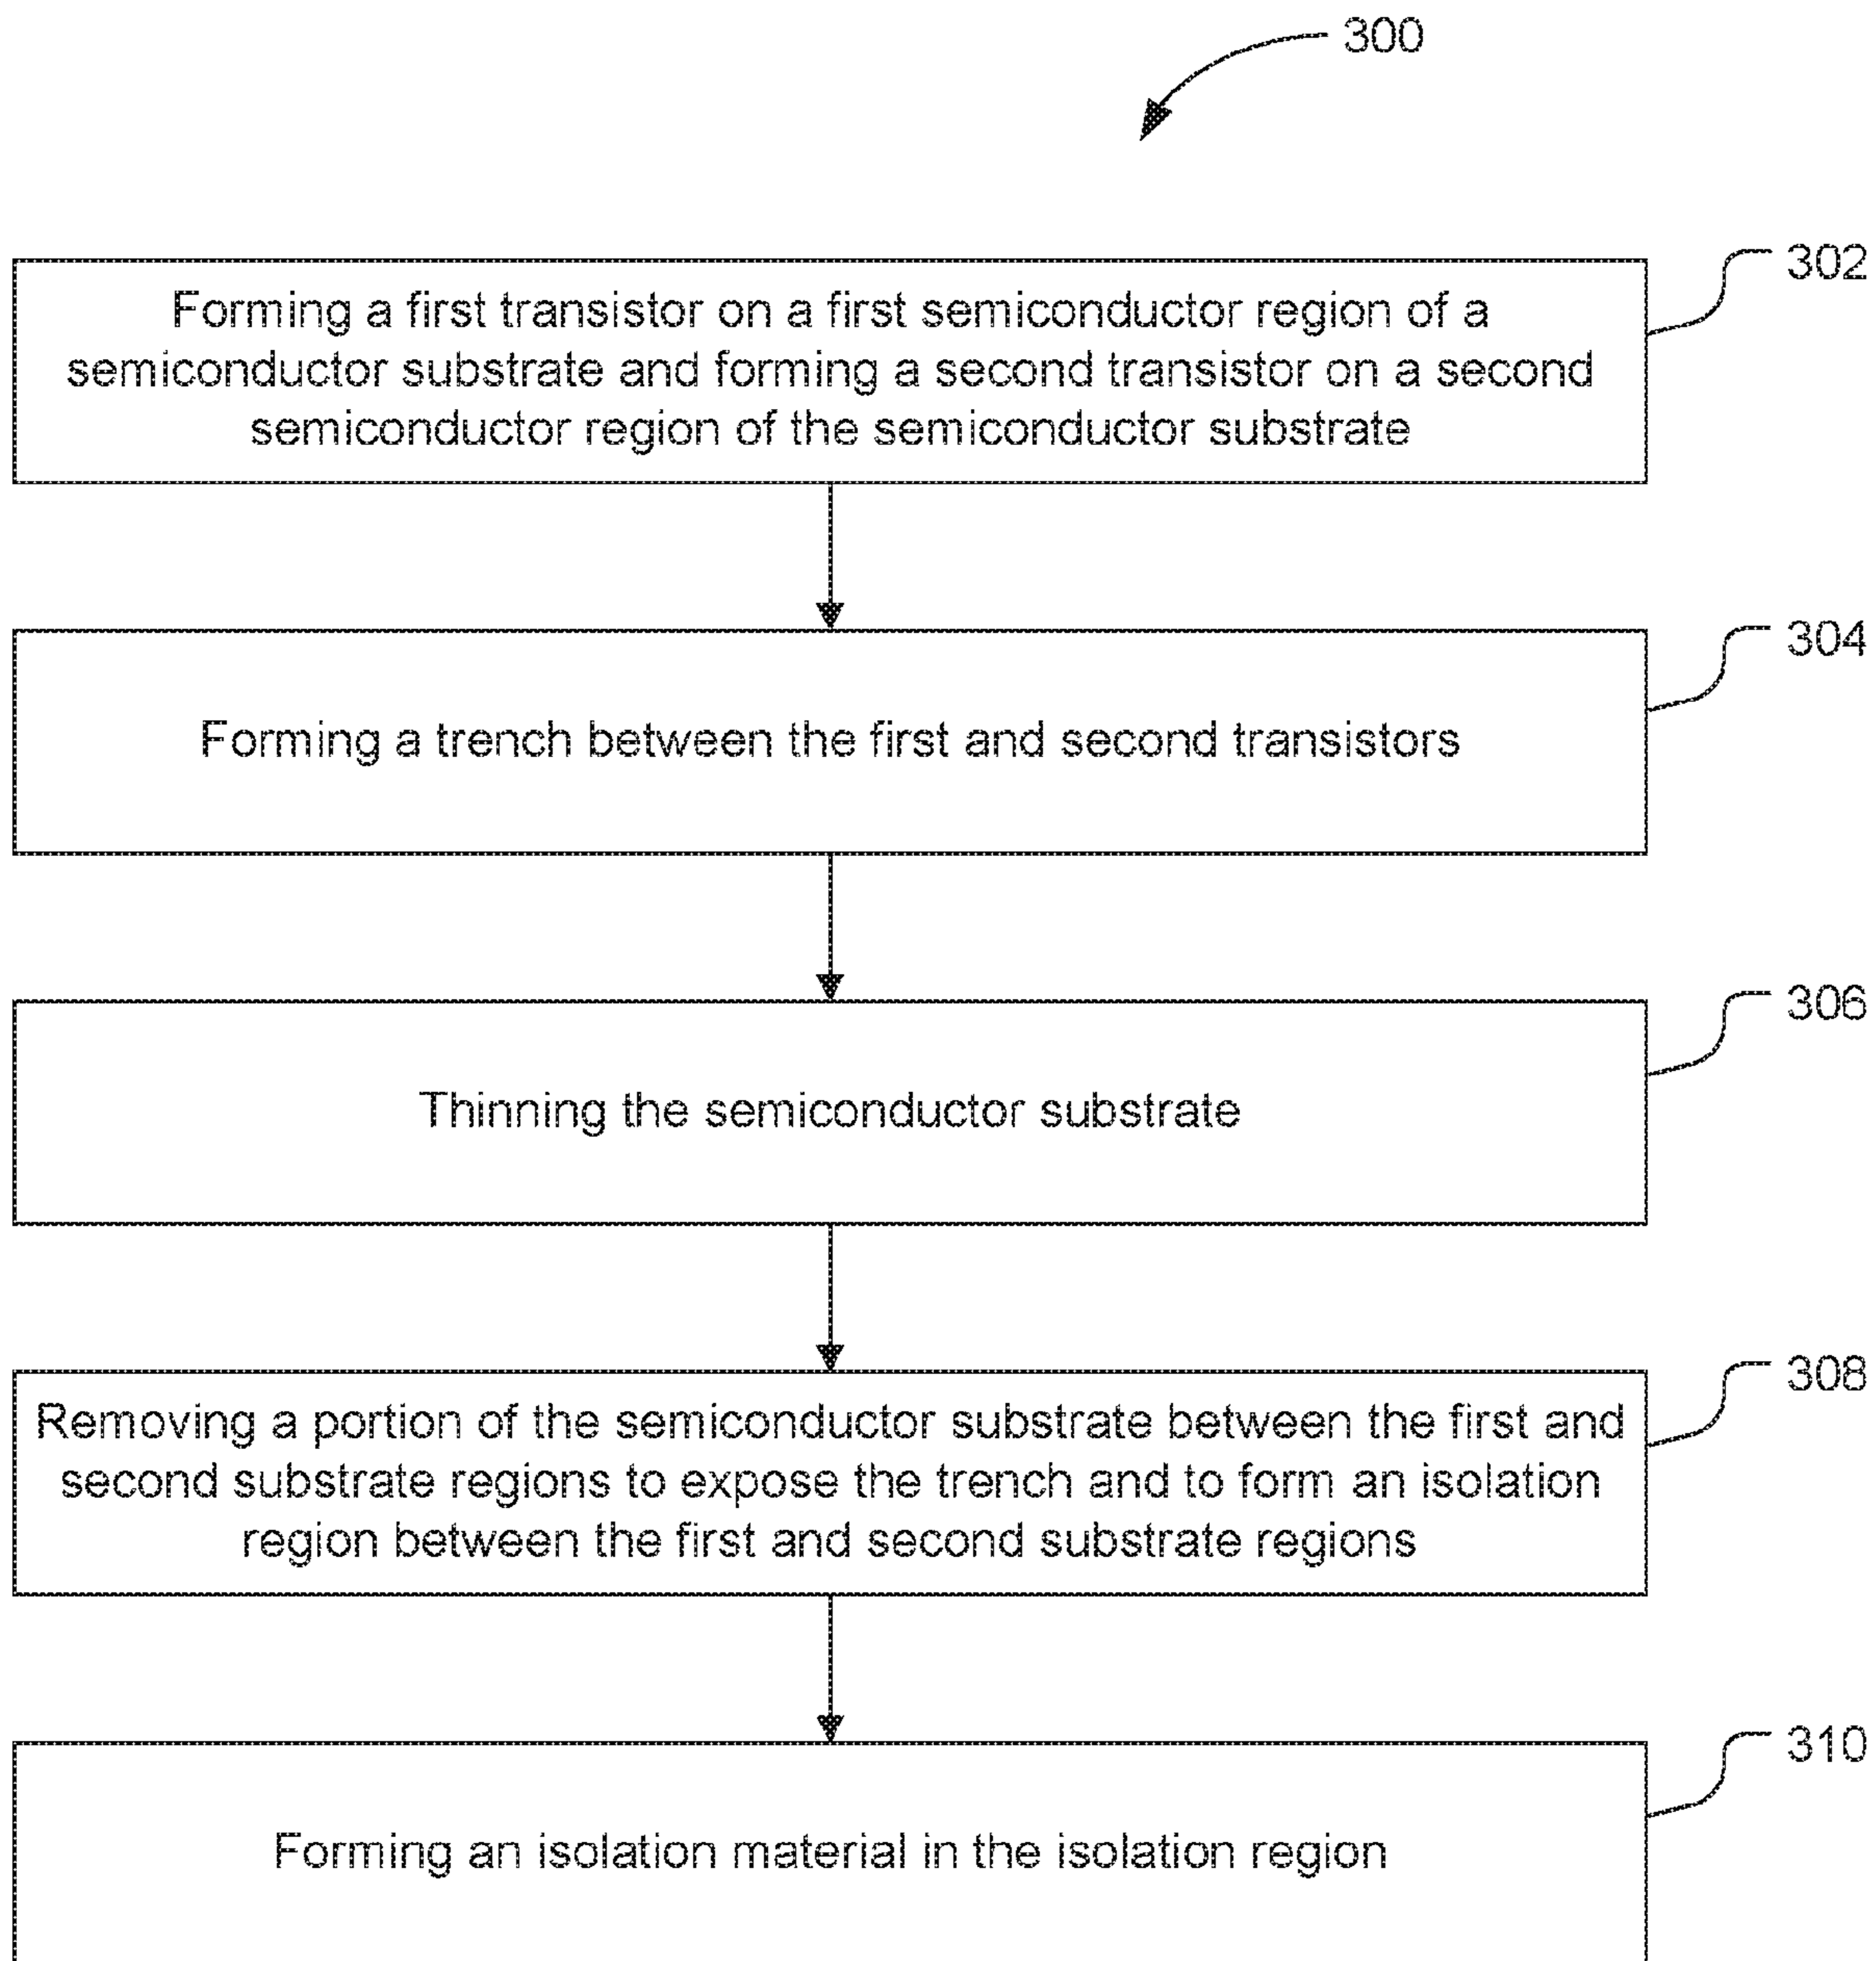 300
302
Forming a first transistor on a first semiconductor region of a
semiconductor substrate and forming a second transistor on a second
semiconductor region of the semiconductor substrate
304
Forming a trench between the first and second transistors
306
Thinning the semiconductor substrate
308
Removing a portion of the semiconductor substrate between the first and
second substrate regions to expose the trench and to form an isolation
region between the first and second substrate regions
310
Forming an isolation material in the isolation region